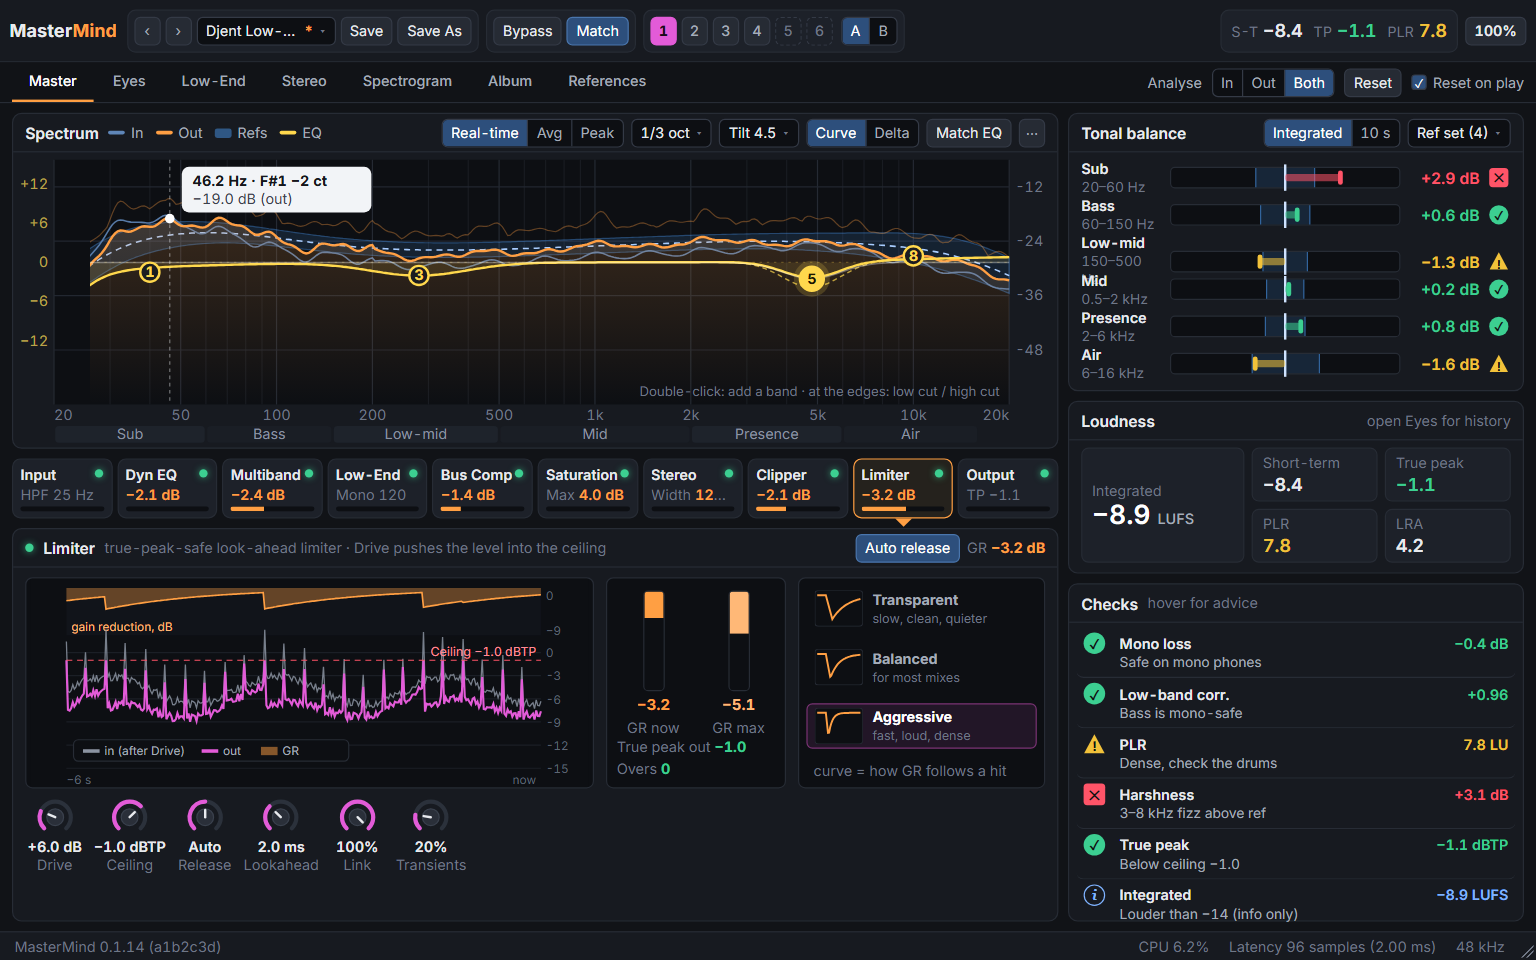 MasterMind ‹ › Djent Low-... * Save Save As Bypass Match 1 2 3 4 5 6 A B S-T −8.4 TP −1.1 PLR 7.8 100%
Master Eyes Low-End Stereo Spectrogram Album References Analyse In Out Both Reset Reset on play
Spectrum In Out Refs EQ Real-time Avg Peak 1/3 oct Tilt 4.5 Curve Delta Match EQ ...
46.2 Hz · F#1 −2 ct
−19.0 dB (out)
+12
+6
0
−6
−12
−12
−24
−36
−48
1 3 5 8
Double-click: add a band · at the edges: low cut / high cut
20 50 100 200 500 1k 2k 5k 10k 20k
Sub Bass Low-mid Mid Presence Air
Input
HPF 25 Hz
Dyn EQ
−2.1 dB
Multiband
−2.4 dB
Low-End
Mono 120
Bus Comp
−1.4 dB
Saturation
Max 4.0 dB
Stereo
Width 12...
Clipper
−2.1 dB
Limiter
−3.2 dB
Output
TP −1.1
Limiter true-peak-safe look-ahead limiter · Drive pushes the level into the ceiling Auto release GR −3.2 dB
gain reduction, dB
Ceiling −1.0 dBTP
0
−9
0
−3
−6
−9
−12
−15
in (after Drive) out GR
−6 s now
−3.2 −5.1
GR now GR max
True peak out −1.0
Overs 0
Transparent
slow, clean, quieter
Balanced
for most mixes
Aggressive
fast, loud, dense
curve = how GR follows a hit
+6.0 dB −1.0 dBTP Auto 2.0 ms 100% 20%
Drive Ceiling Release Lookahead Link Transients
Tonal balance Integrated 10 s Ref set (4)
Sub
20–60 Hz
+2.9 dB
Bass
60–150 Hz
+0.6 dB
Low-mid
150–500
−1.3 dB
Mid
0.5–2 kHz
+0.2 dB
Presence
2–6 kHz
+0.8 dB
Air
6–16 kHz
−1.6 dB
Loudness open Eyes for history
Integrated
−8.9 LUFS
Short-term
−8.4
True peak
−1.1
PLR
7.8
LRA
4.2
Checks hover for advice
Mono loss −0.4 dB
Safe on mono phones
Low-band corr. +0.96
Bass is mono-safe
PLR 7.8 LU
Dense, check the drums
Harshness +3.1 dB
3–8 kHz fizz above ref
True peak −1.1 dBTP
Below ceiling −1.0
Integrated −8.9 LUFS
Louder than −14 (info only)
MasterMind 0.1.14 (a1b2c3d) CPU 6.2% Latency 96 samples (2.00 ms) 48 kHz